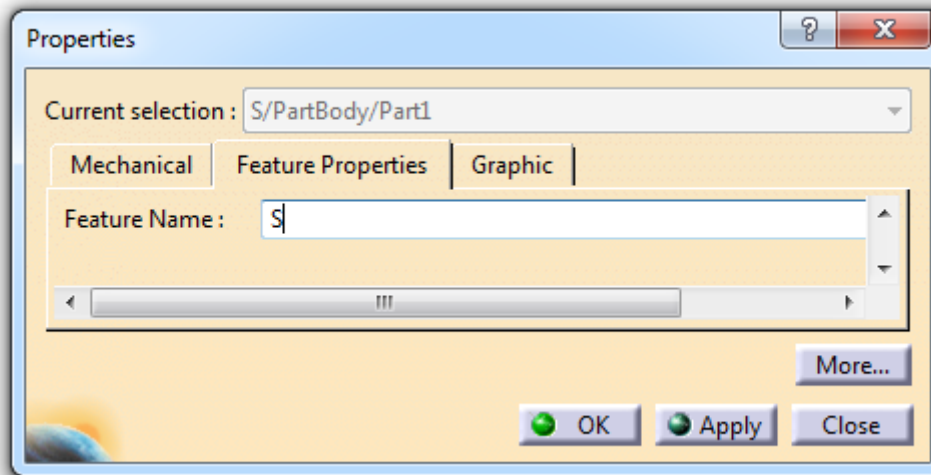 Properties
Current selection : S/PartBody/Part1
Mechanical Feature Properties Graphic
Feature Name : S
More...
OK Apply Close